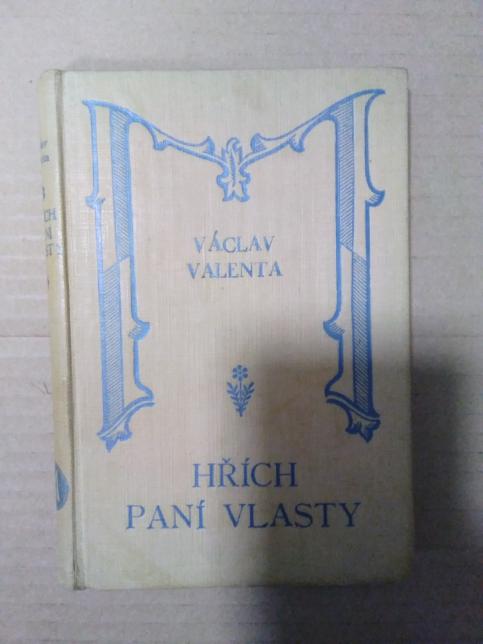 VÁCLAV
VALENTA
HŘÍCH
PANÍ VLASTY